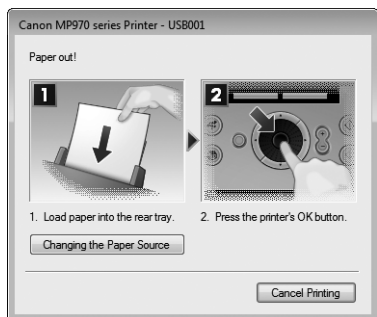 Canon MP970 series Printer - USB001
Paper out!
1
2
1. Load paper into the rear tray.
2. Press the printer's OK button.
Changing the Paper Source
Cancel Printing